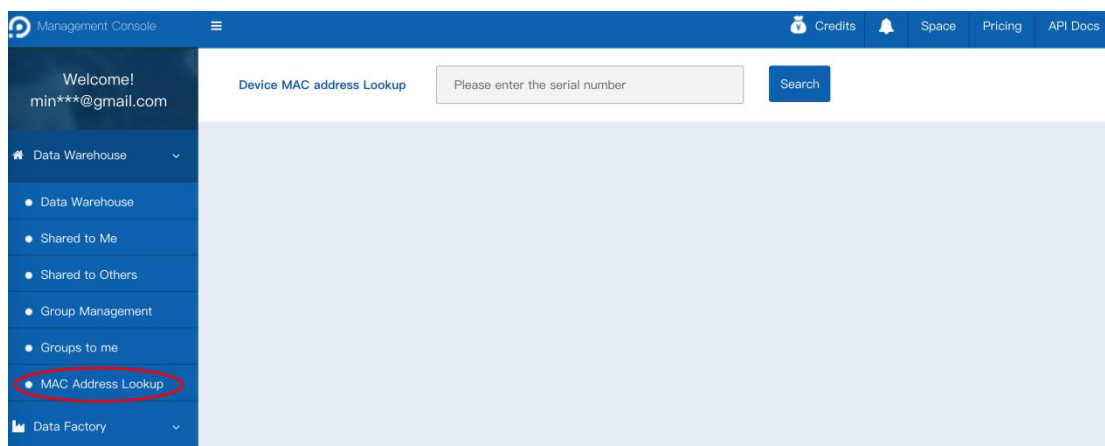 Management Console
Credits
Space
Pricing
API Docs
Welcome!
min***@gmail.com
Device MAC address Lookup
Please enter the serial number
Search
Data Warehouse
Data Warehouse
Shared to Me
Shared to Others
Group Management
Groups to me
MAC Address Lookup
Data Factory